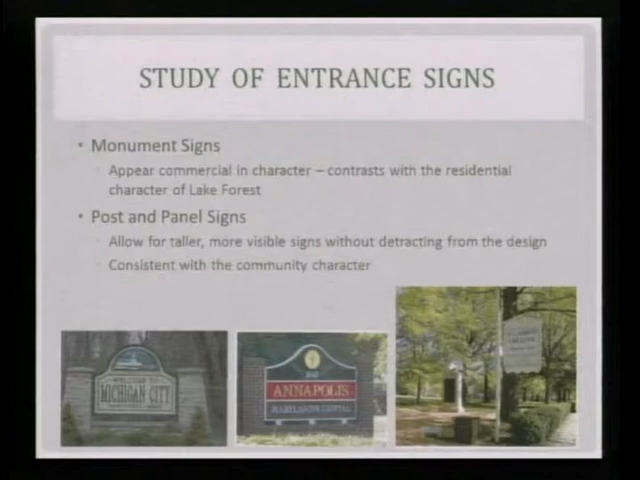 STUDY OF ENTRANCE SIGNS
• Monument Signs
Appear commercial in character – contrasts with the residential
character of Lake Forest
• Post and Panel Signs
Allow for taller, more visible signs without detracting from the design
Consistent with the community character
MICHIGAN CITY
ANNAPOLIS
MARYLAND'S CAPITAL